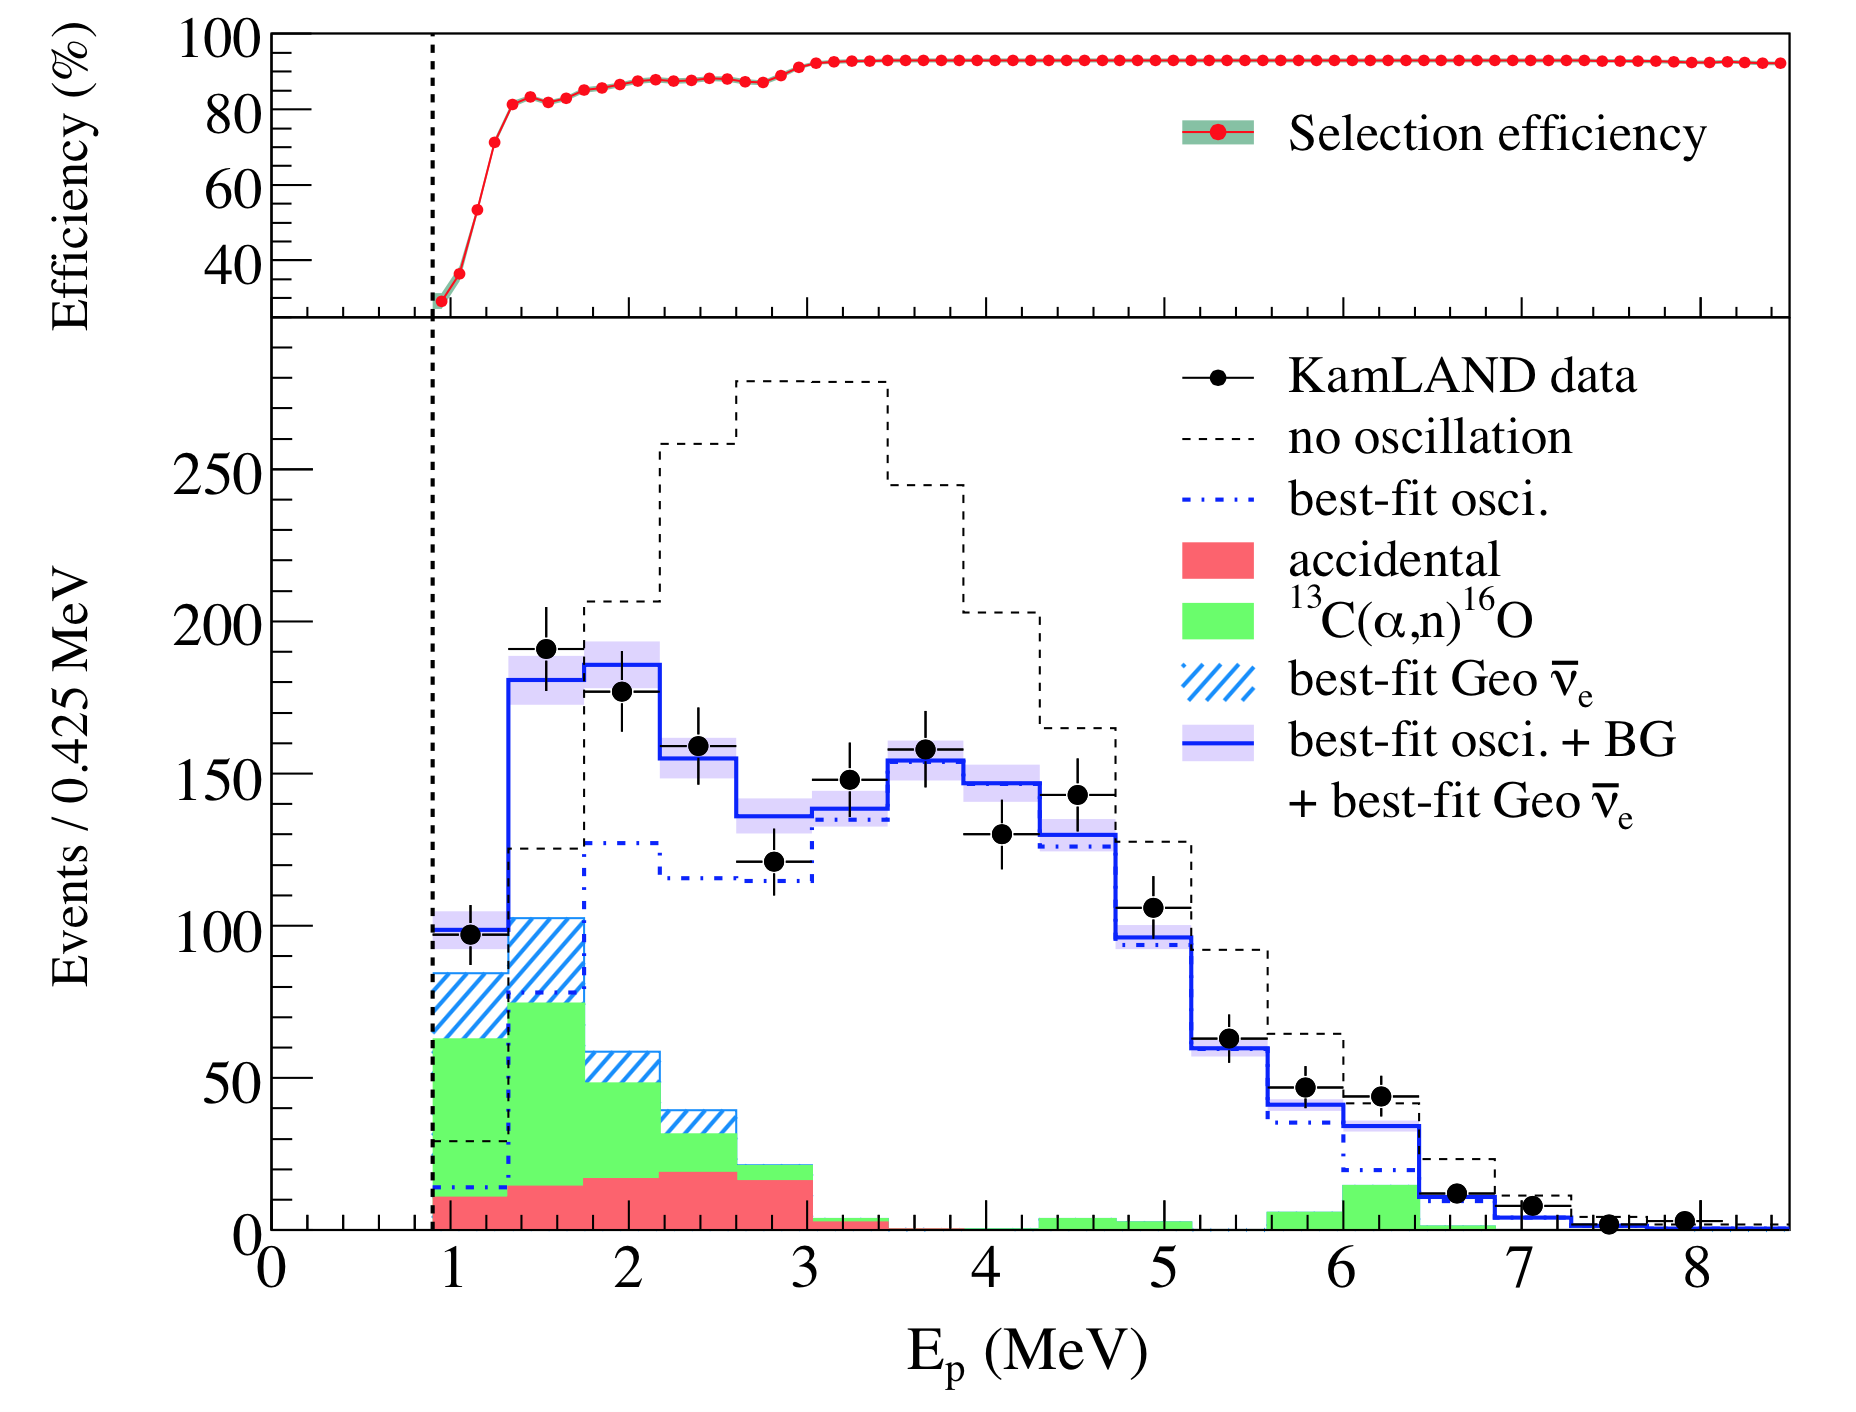 Efficiency (%)
100
80
60
40
Selection efficiency
Events / 0.425 MeV
250
200
150
100
50
0
KamLAND data
no oscillation
best-fit osci.
accidental
¹³C(α,n)¹⁶O
best-fit Geo ν̅ₑ
best-fit osci. + BG
+ best-fit Geo ν̅ₑ
0 1 2 3 4 5 6 7 8
Eₚ (MeV)